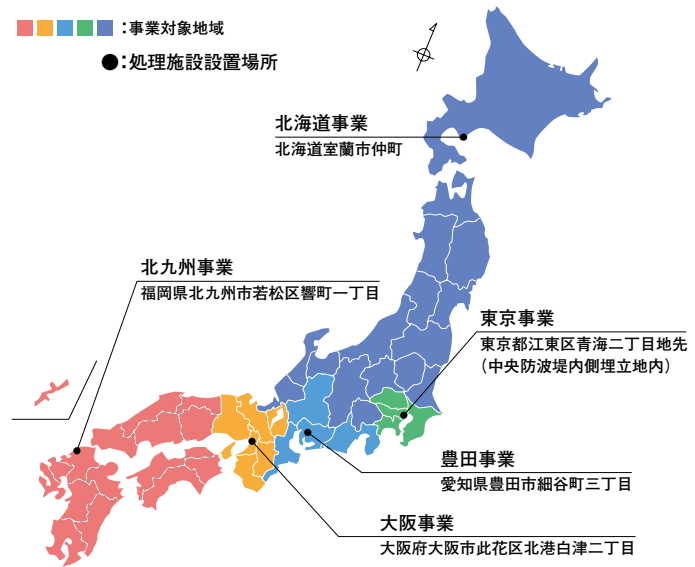 ：事業対象地域
●：処理施設設置場所
北海道事業
北海道室蘭市仲町
北九州事業
福岡県北九州市若松区響町一丁目
東京事業
東京都江東区青海二丁目地先
（中央防波堤内側埋立地内）
豊田事業
愛知県豊田市細谷町三丁目
大阪事業
大阪府大阪市此花区北港白津二丁目